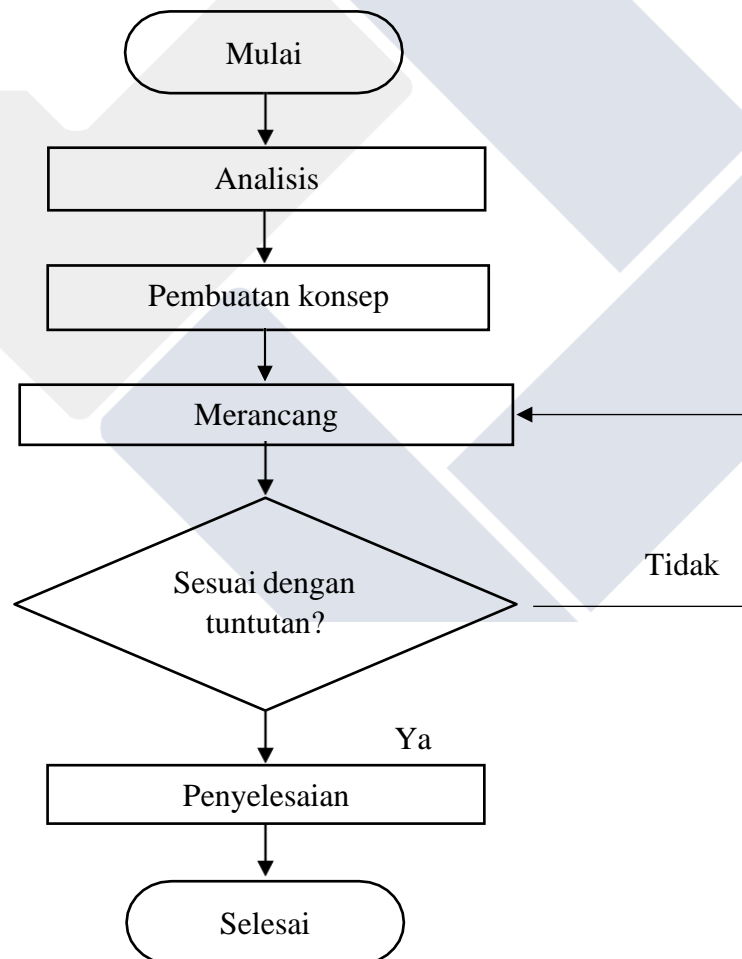 Mulai
Analisis
Pembuatan konsep
Merancang
Sesuai dengan
tuntutan?
Tidak
Ya
Penyelesaian
Selesai